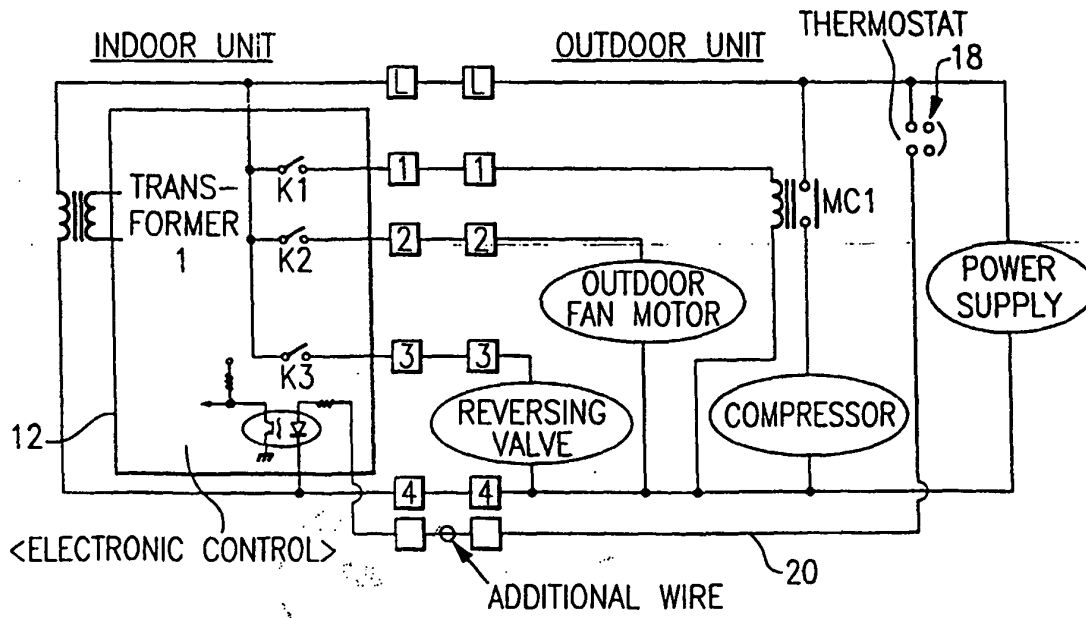 INDOOR UNIT
OUTDOOR UNIT
THERMOSTAT
18
L
L
TRANS-
FORMER
1
K1
1
1
MC1
K2
2
2
OUTDOOR
FAN MOTOR
POWER
SUPPLY
K3
3
3
REVERSING
VALVE
COMPRESSOR
12
4
4
<ELECTRONIC CONTROL>
20
ADDITIONAL WIRE